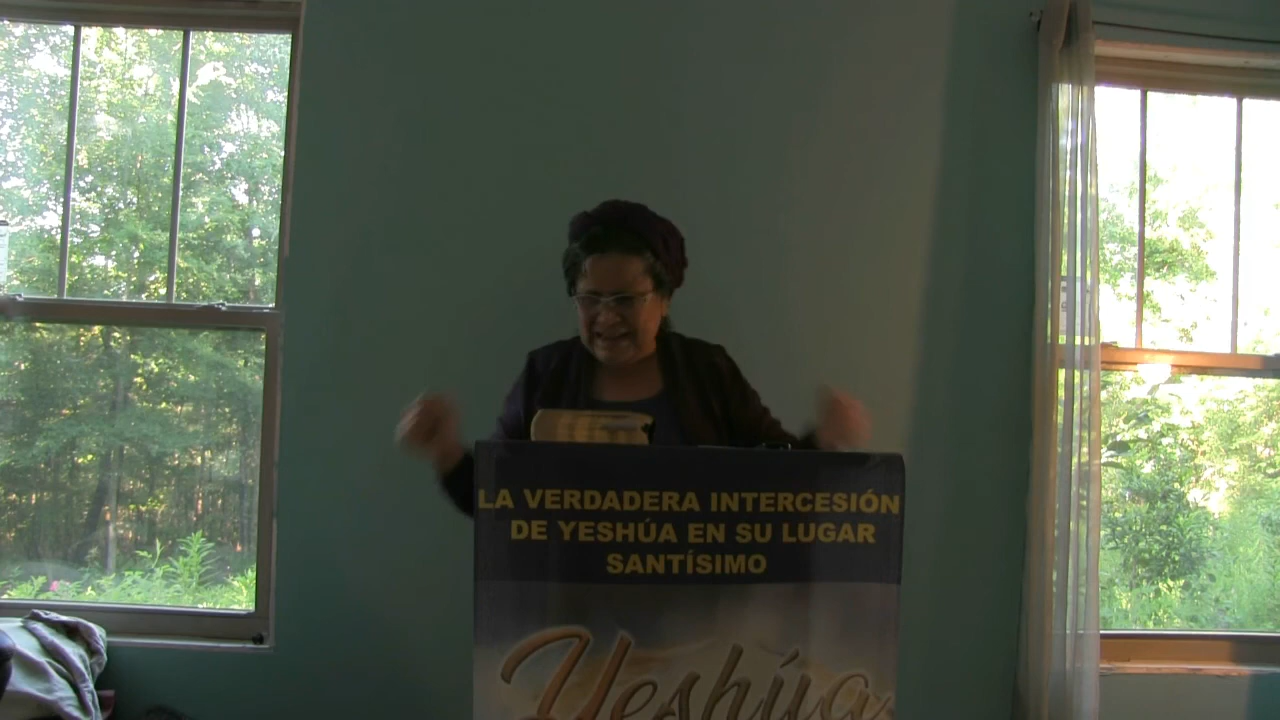 LA VERDADERA INTERCESIÓN
DE YESHÚA EN SU LUGAR
SANTÍSIMO
Yeshúa